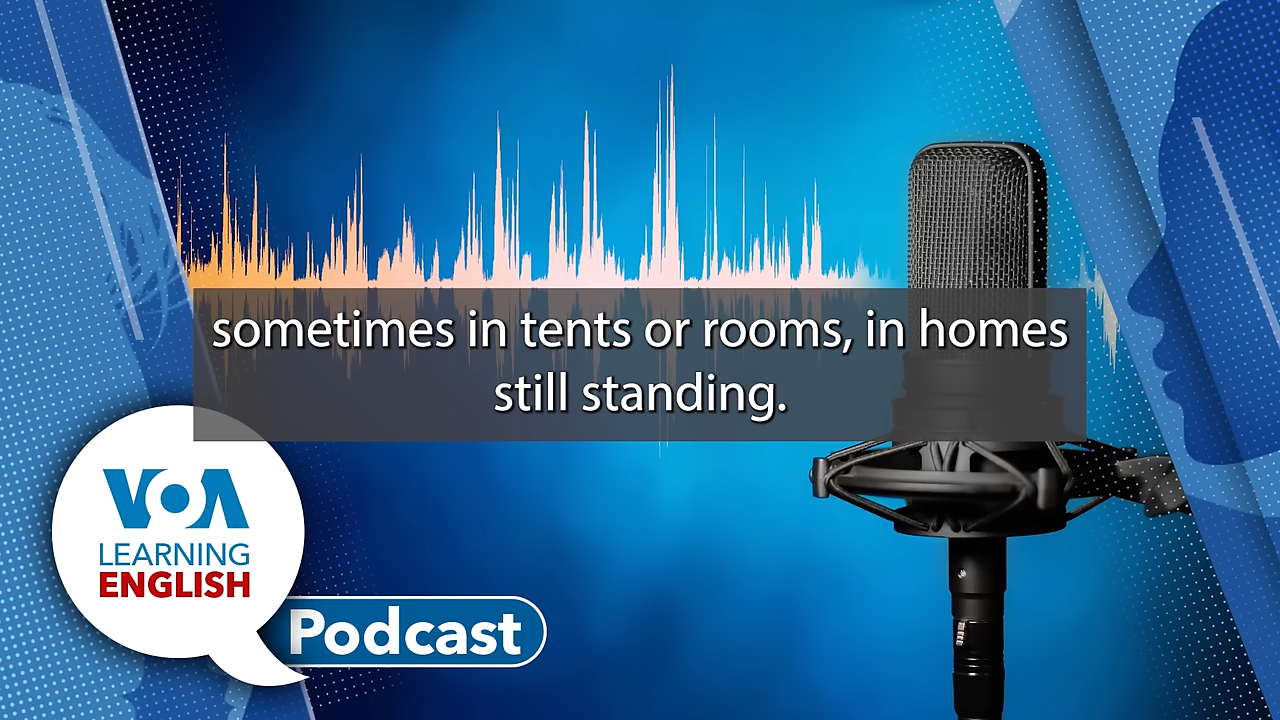 sometimes in tents or rooms, in homes
still standing.
VOA
LEARNING
ENGLISH
Podcast